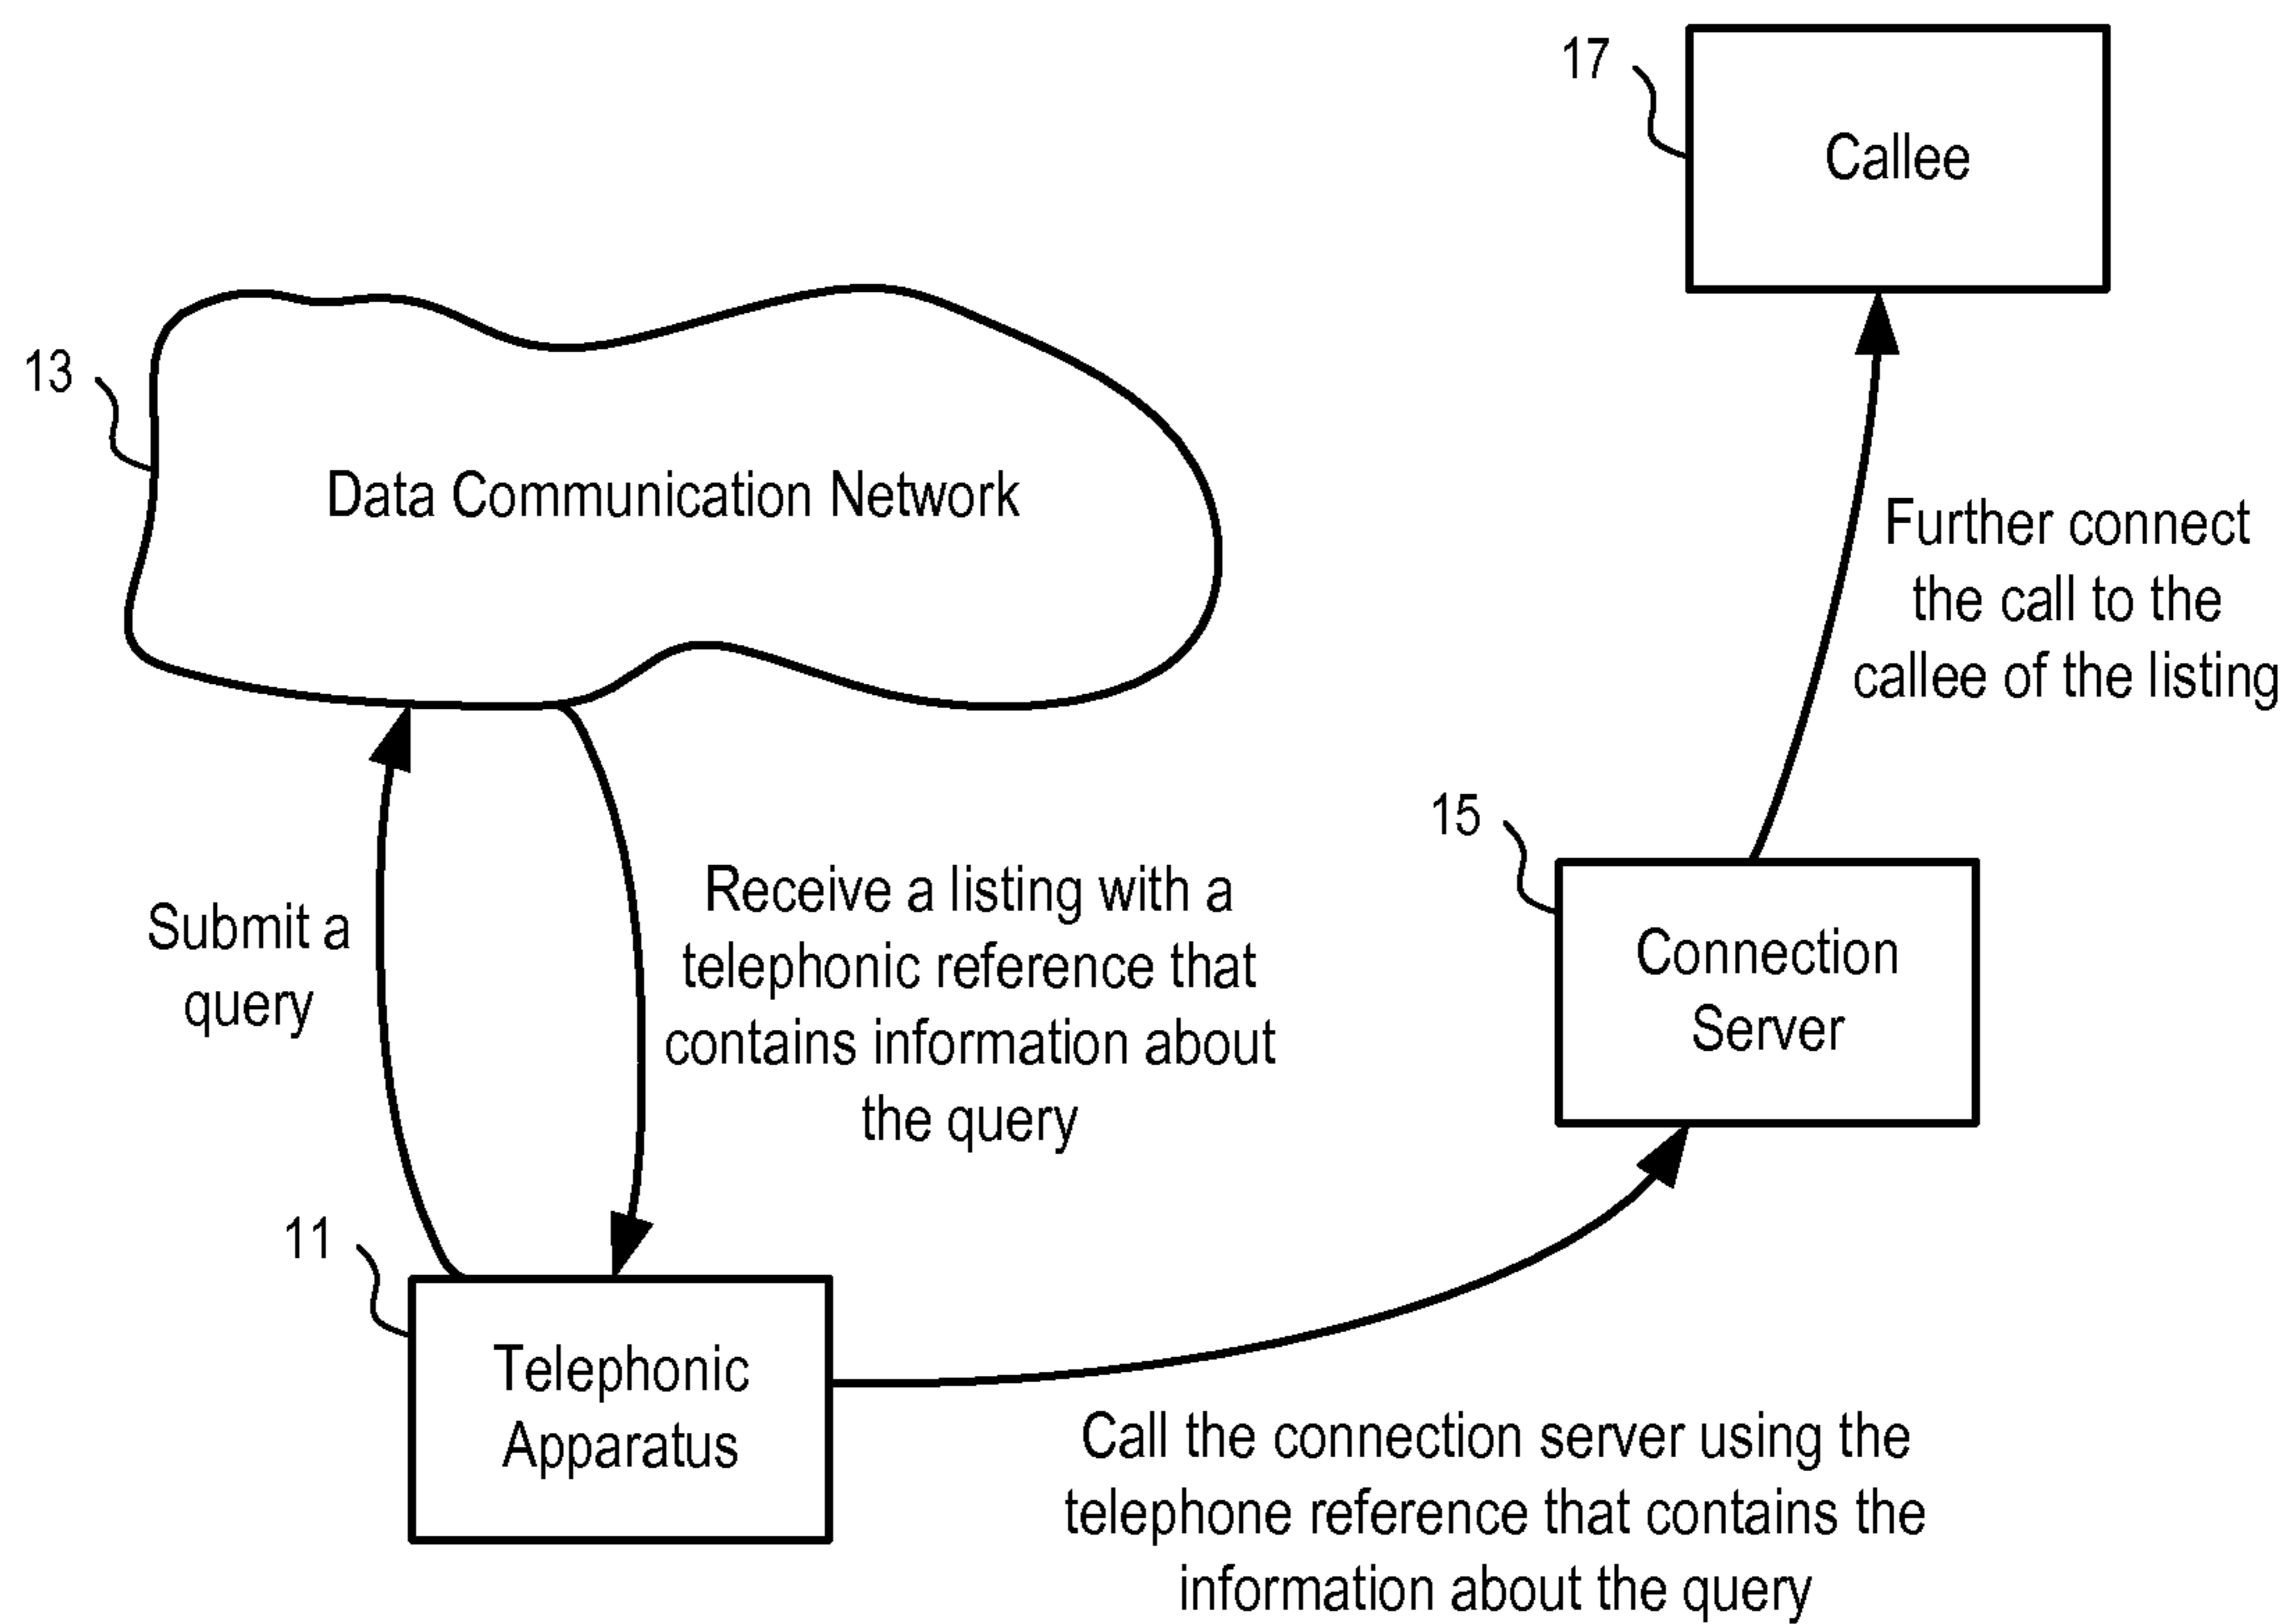 17
Callee
13
Data Communication Network
Further connect
the call to the
callee of the listing
15
Connection
Server
Submit a
query
Receive a listing with a
telephonic reference that
contains information about
the query
11
Telephonic
Apparatus
Call the connection server using the
telephone reference that contains the
information about the query